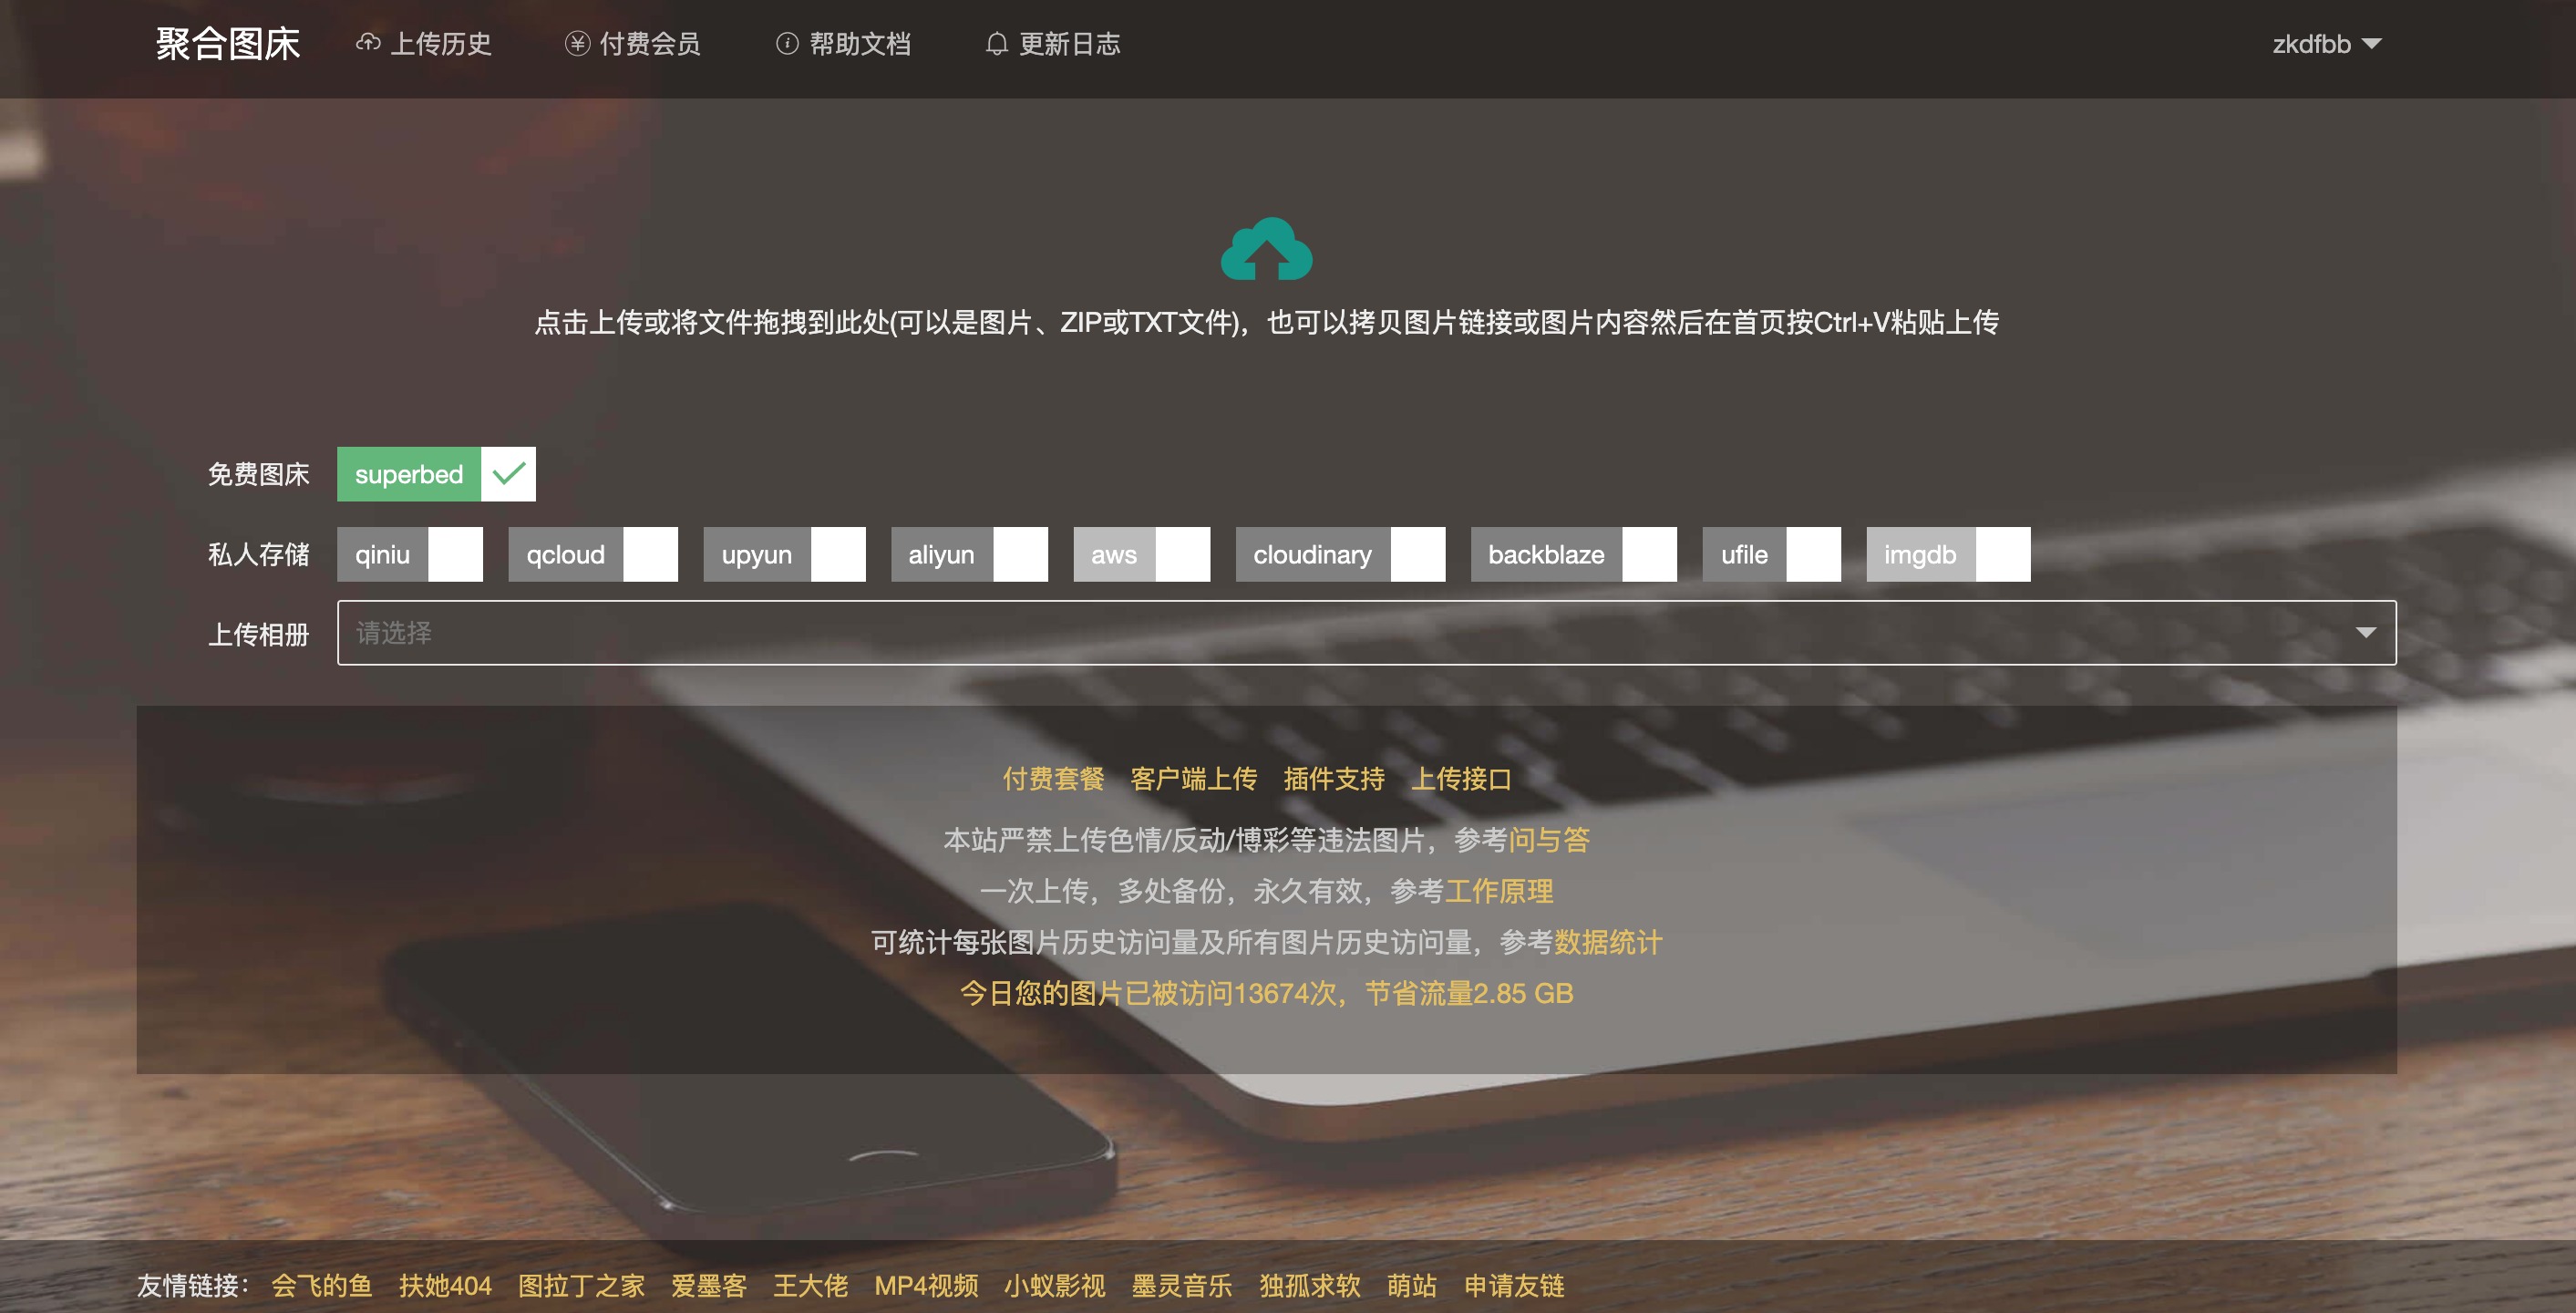 聚合图床 上传历史 付费会员 帮助文档 更新日志 zkdfbb
点击上传或将文件拖拽到此处(可以是图片、ZIP或TXT文件)，也可以拷贝图片链接或图片内容然后在首页按Ctrl+V粘贴上传
免费图床 superbed
私人存储 qiniu qcloud upyun aliyun aws cloudinary backblaze ufile imgdb
上传相册 请选择
付费套餐 客户端上传 插件支持 上传接口
本站严禁上传色情/反动/博彩等违法图片，参考问与答
一次上传，多处备份，永久有效，参考工作原理
可统计每张图片历史访问量及所有图片历史访问量，参考数据统计
今日您的图片已被访问13674次，节省流量2.85 GB
友情链接： 会飞的鱼 扶她404 图拉丁之家 爱墨客 王大佬 MP4视频 小蚁影视 墨灵音乐 独孤求软 萌站 申请友链